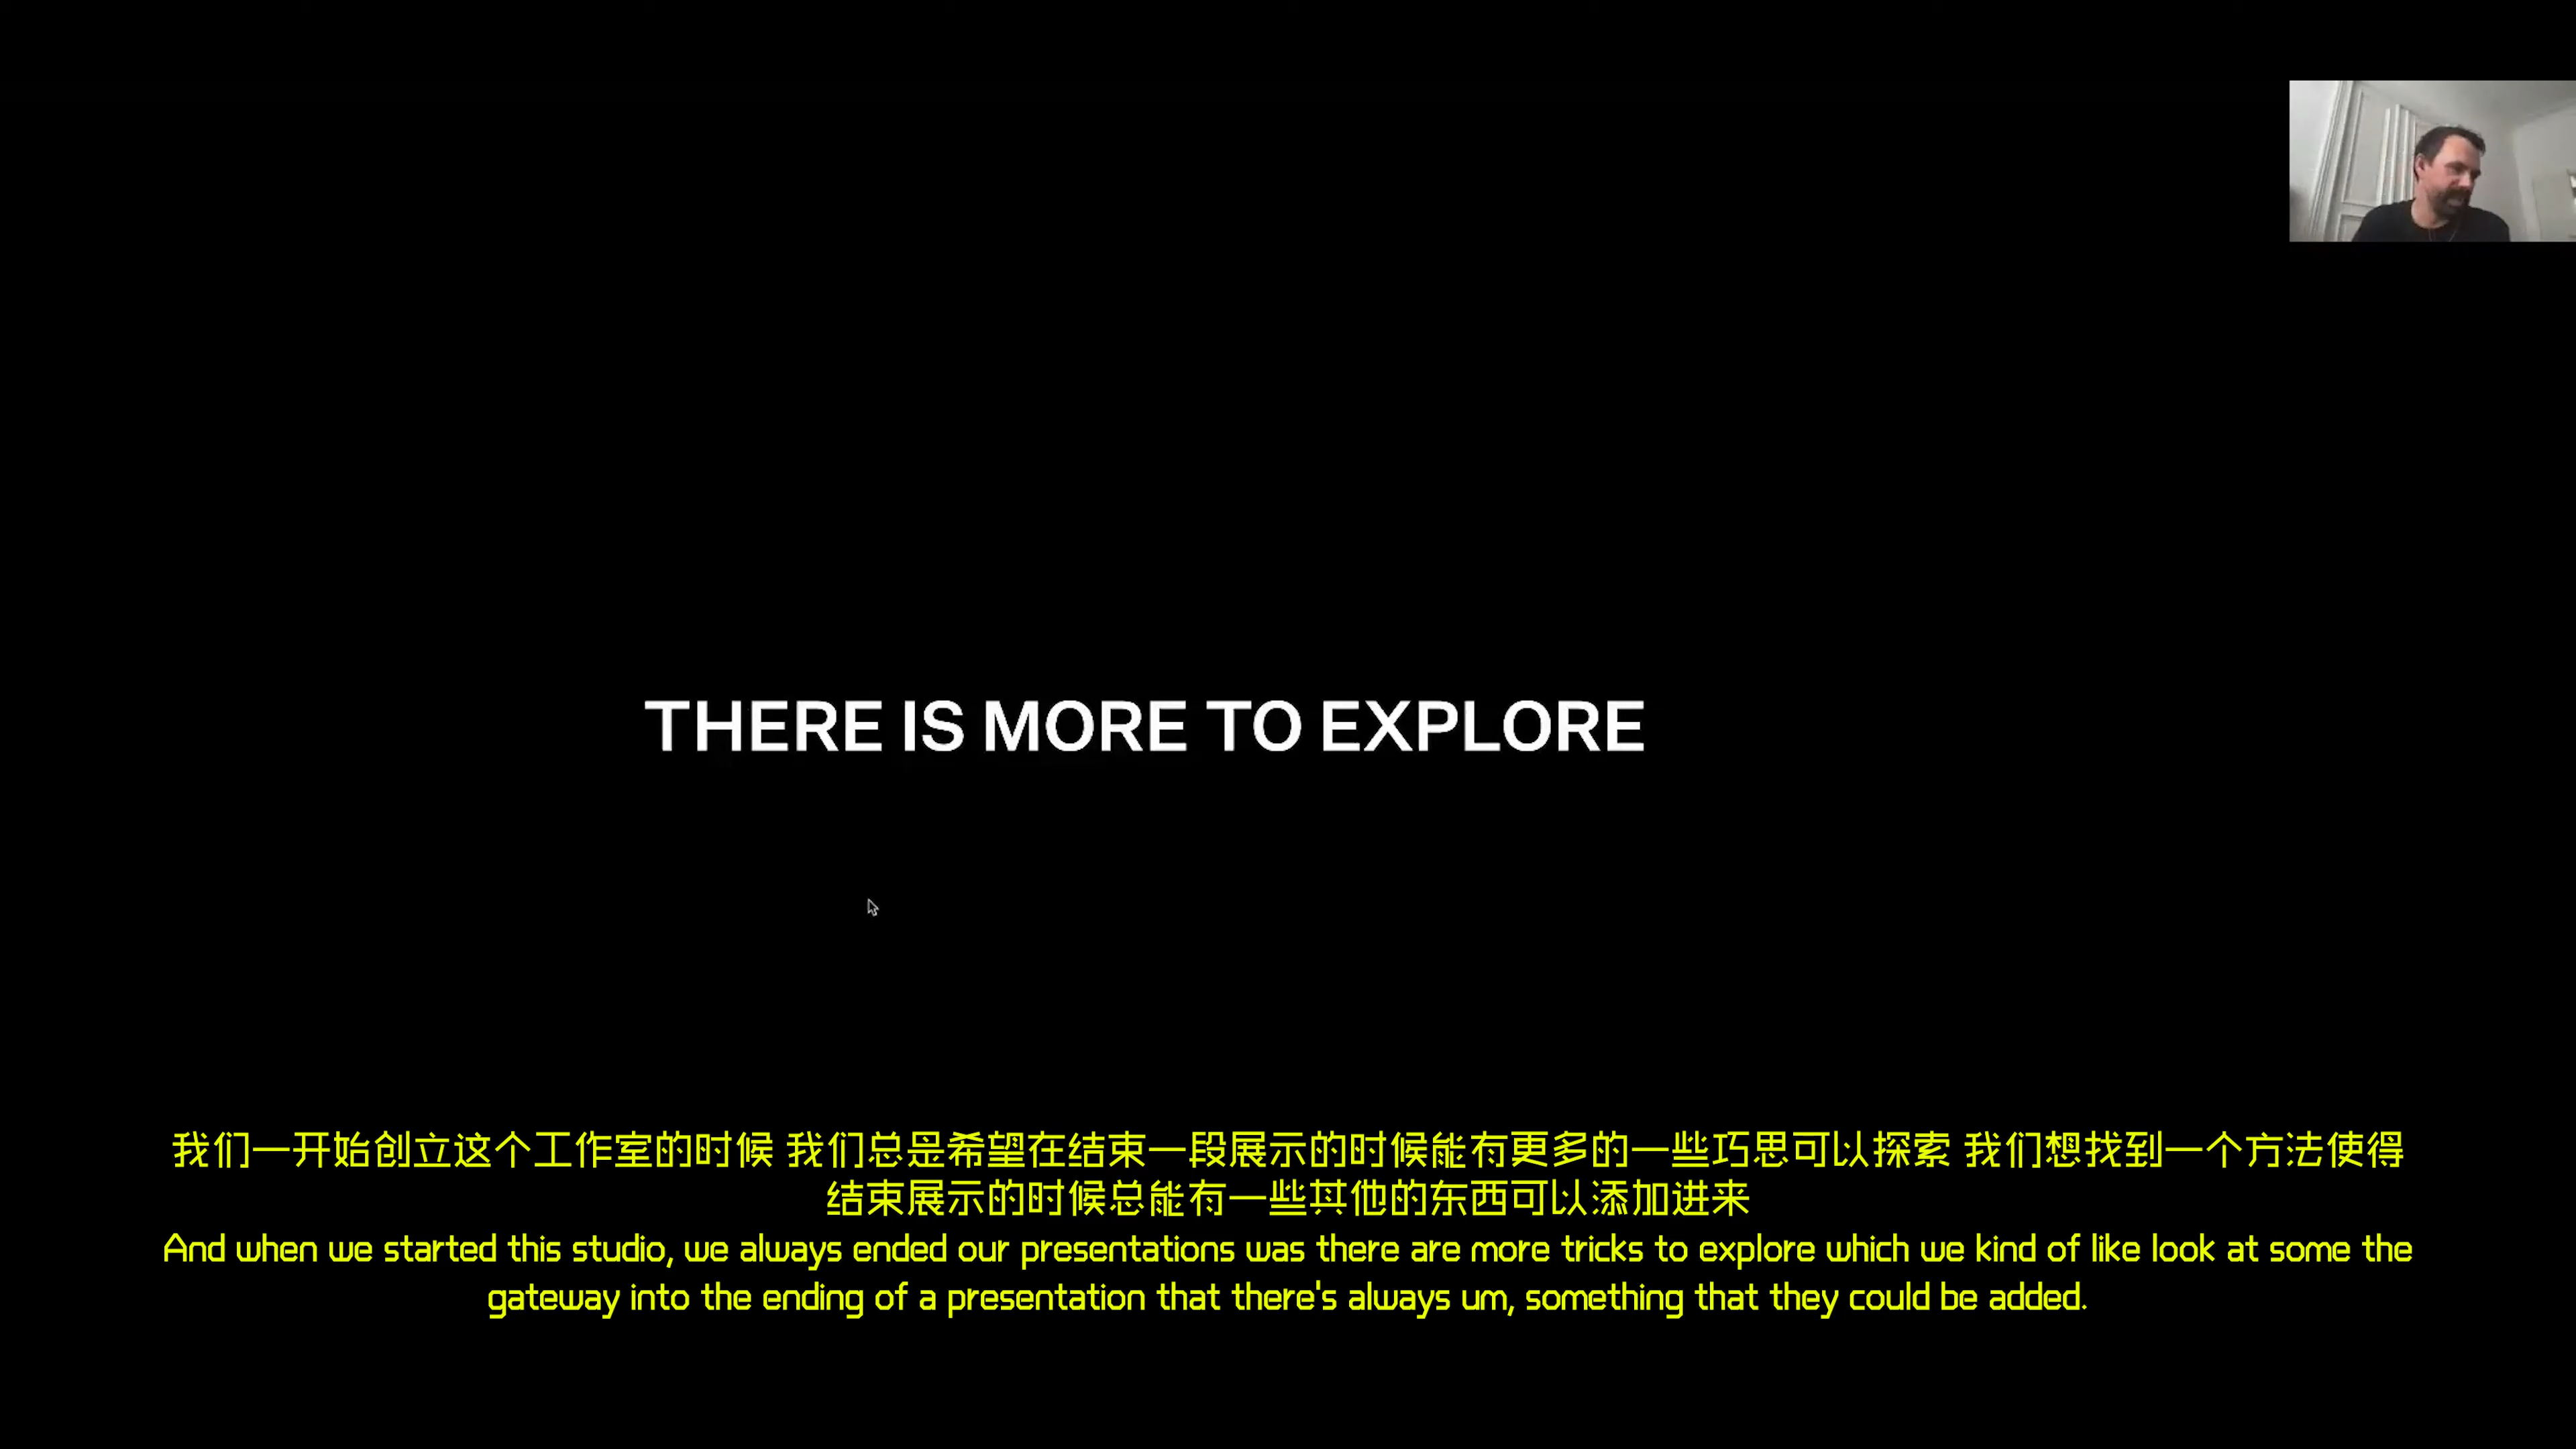 THERE IS MORE TO EXPLORE
我们一开始创立这个工作室的时候 我们总是希望在结束一段展示的时候能有更多的一些巧思可以探索 我们想找到一个方法使得
结束展示的时候总能有一些其他的东西可以添加进来
And when we started this studio, we always ended our presentations was there are more tricks to explore which we kind of like look at some the
gateway into the ending of a presentation that there's always um, something that they could be added.